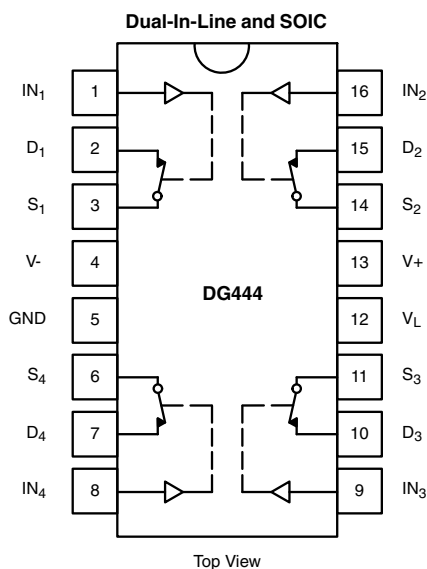 Dual-In-Line and SOIC
IN₁ 1 16 IN₂
D₁ 2 15 D₂
S₁ 3 14 S₂
V- 4 13 V+
DG444
GND 5 12 V_L
S₄ 6 11 S₃
D₄ 7 10 D₃
IN₄ 8 9 IN₃
Top View